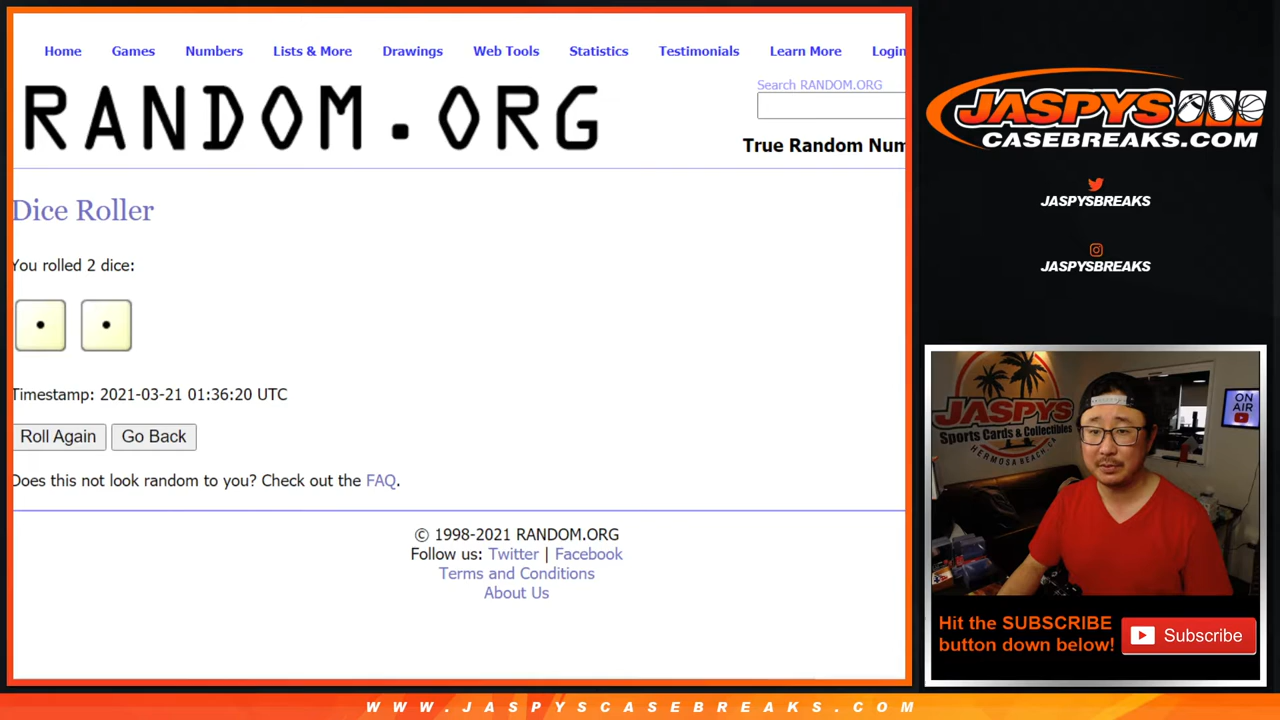 Home Games Numbers Lists & More Drawings Web Tools Statistics Testimonials Learn More Login
RANDOM.ORG
Search RANDOM.ORG
True Random Num
Dice Roller
You rolled 2 dice:
Timestamp: 2021-03-21 01:36:20 UTC
Roll Again Go Back
Does this not look random to you? Check out the FAQ.
© 1998-2021 RANDOM.ORG
Follow us: Twitter | Facebook
Terms and Conditions
About Us
JASPYS
CASEBREAKS.COM
JASPYSBREAKS
JASPYSBREAKS
JASPYS
Sports Cards & Collectibles
HERMOSA BEACH, CA
ON
AIR
Hit the SUBSCRIBE
button down below!
Subscribe
WWW.JASPYSCASEBREAKS.COM